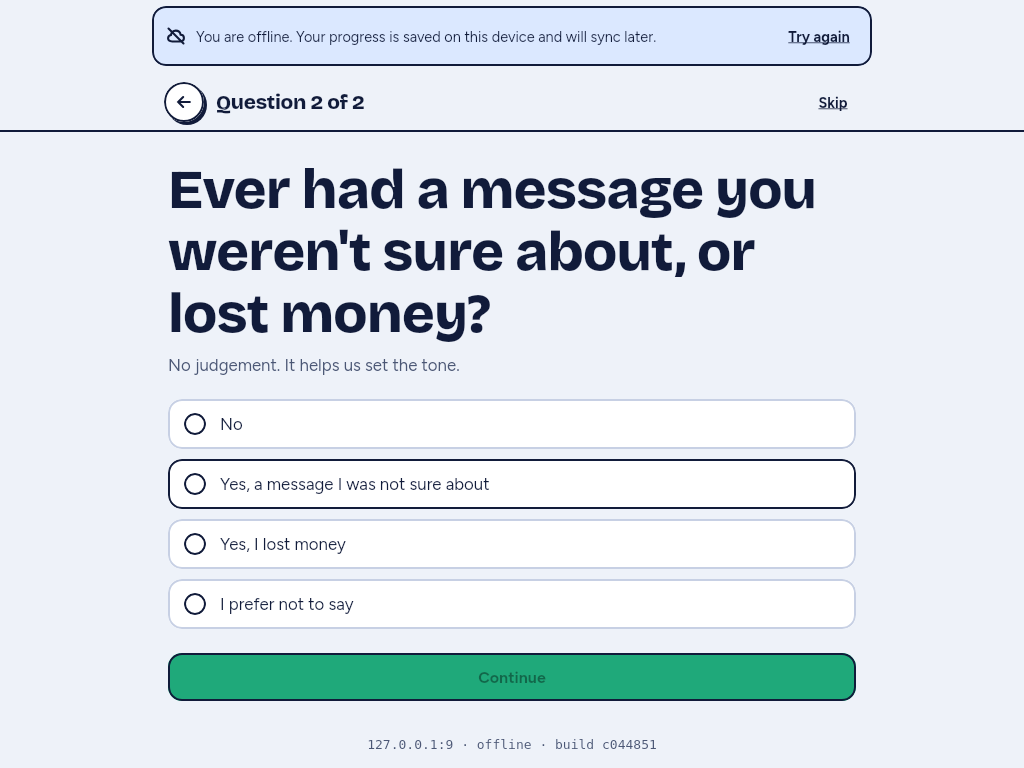 You are offline. Your progress is saved on this device and will sync later.
Try again
Question 2 of 2
Skip
Ever had a message you
weren't sure about, or
lost money?
No judgement. It helps us set the tone.
No
Yes, a message I was not sure about
Yes, I lost money
I prefer not to say
Continue
127.0.0.1:9 · offline · build c044851